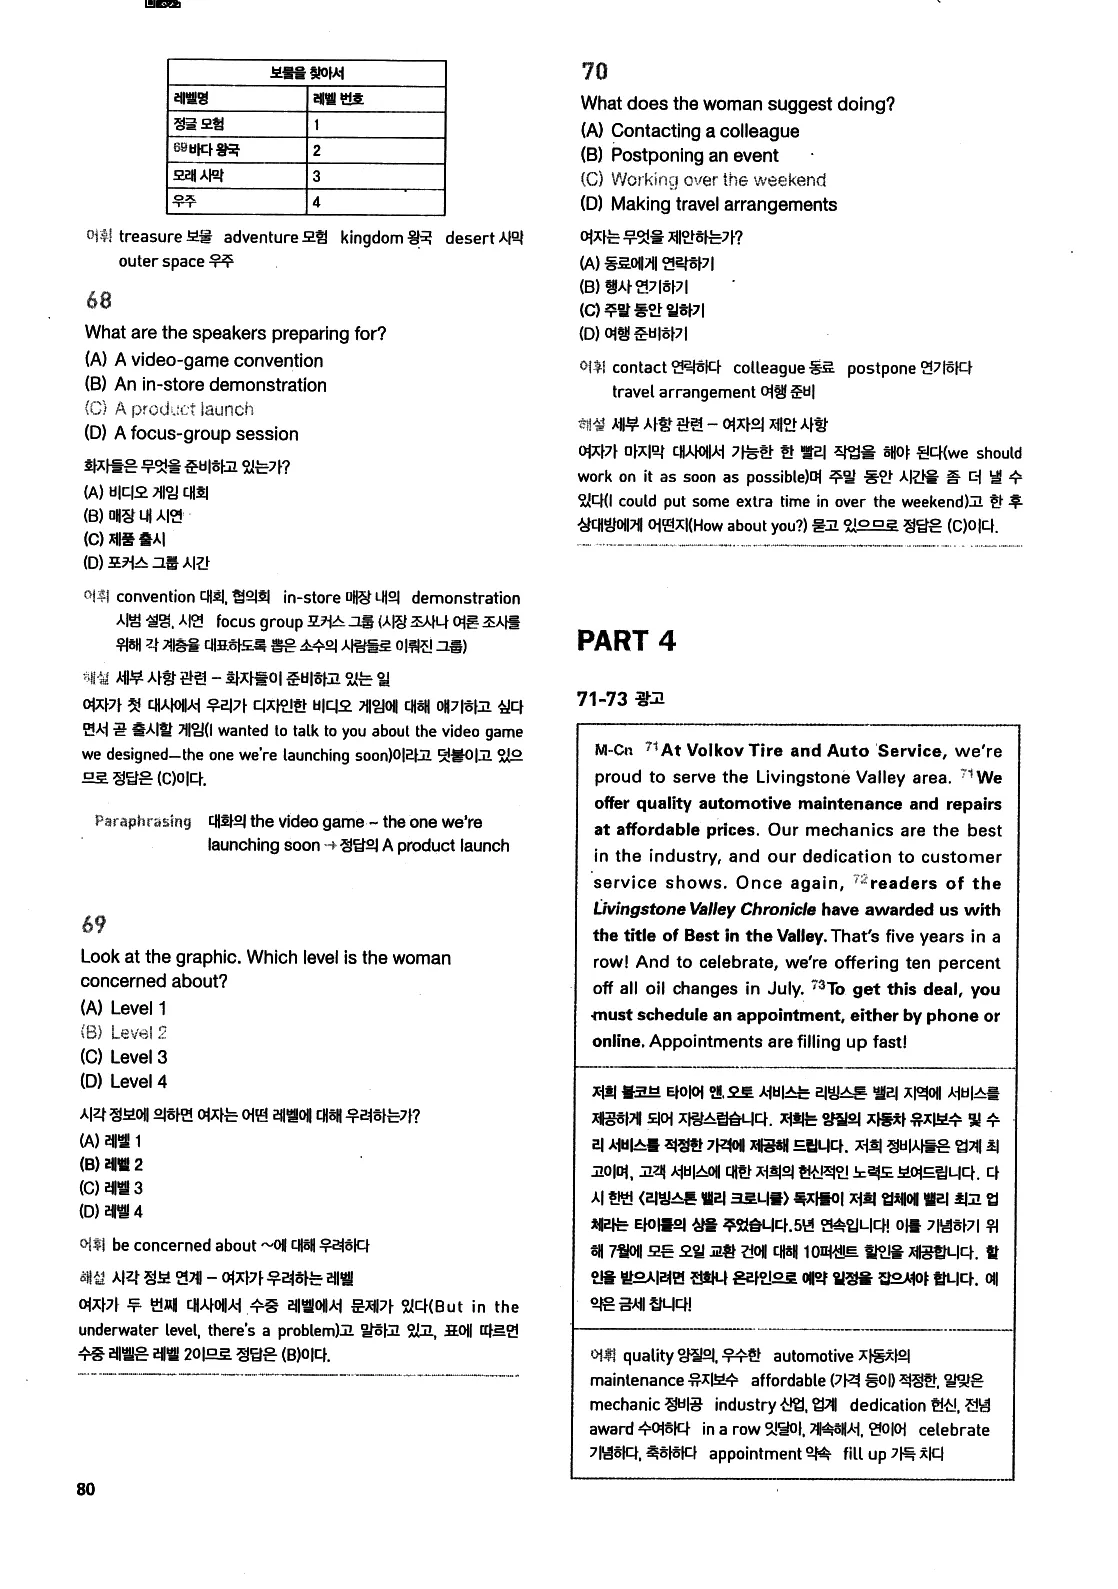 보물을 찾아서
레벨명 레벨 번호
정글 모험 1
69바다 왕국 2
모래 사막 3
우주 4
어휘 treasure 보물 adventure 모험 kingdom 왕국 desert 사막
outer space 우주
68
What are the speakers preparing for?
(A) A video-game convention
(B) An in-store demonstration
(C) A product launch
(D) A focus-group session
화자들은 무엇을 준비하고 있는가?
(A) 비디오 게임 대회
(B) 매장 내 시연
(C) 제품 출시
(D) 포커스 그룹 시간
어휘 convention 대회, 협의회 in-store 매장 내의 demonstration
시범 설명, 시연 focus group 포커스 그룹 (시장 조사나 여론 조사를
위해 각 계층을 대표하도록 뽑은 소수의 사람들로 이뤄진 그룹)
해설 세부 사항 관련 – 화자들이 준비하고 있는 일
여자가 첫 대사에서 우리가 디자인한 비디오 게임에 대해 얘기하고 싶다
면서 곧 출시할 게임(I wanted to talk to you about the video game
we designed—the one we're launching soon)이라고 덧붙이고 있으
므로 정답은 (C)이다.
Paraphrasing 대화의 the video game ~ the one we're
launching soon → 정답의 A product launch
69
Look at the graphic. Which level is the woman
concerned about?
(A) Level 1
(B) Level 2
(C) Level 3
(D) Level 4
시각 정보에 의하면 여자는 어떤 레벨에 대해 우려하는가?
(A) 레벨 1
(B) 레벨 2
(C) 레벨 3
(D) 레벨 4
어휘 be concerned about ~에 대해 우려하다
해설 시각 정보 연계 – 여자가 우려하는 레벨
여자가 두 번째 대사에서 수중 레벨에서 문제가 있다(But in the
underwater level, there's a problem)고 말하고 있고, 표에 따르면
수중 레벨은 레벨 2이므로 정답은 (B)이다.
80
70
What does the woman suggest doing?
(A) Contacting a colleague
(B) Postponing an event
(C) Working over the weekend
(D) Making travel arrangements
여자는 무엇을 제안하는가?
(A) 동료에게 연락하기
(B) 행사 연기하기
(C) 주말 동안 일하기
(D) 여행 준비하기
어휘 contact 연락하다 colleague 동료 postpone 연기하다
travel arrangement 여행 준비
해설 세부 사항 관련 – 여자의 제안 사항
여자가 마지막 대사에서 가능한 한 빨리 작업을 해야 된다(we should
work on it as soon as possible)며 주말 동안 시간을 좀 더 낼 수
있다(I could put some extra time in over the weekend)고 한 후
상대방에게 어떤지(How about you?) 묻고 있으므로 정답은 (C)이다.
PART 4
71-73 광고
M-Cn 71At Volkov Tire and Auto Service, we're
proud to serve the Livingstone Valley area. 71We
offer quality automotive maintenance and repairs
at affordable prices. Our mechanics are the best
in the industry, and our dedication to customer
service shows. Once again, 72readers of the
Livingstone Valley Chronicle have awarded us with
the title of Best in the Valley. That's five years in a
row! And to celebrate, we're offering ten percent
off all oil changes in July. 73To get this deal, you
must schedule an appointment, either by phone or
online. Appointments are filling up fast!
저희 볼코브 타이어 앤 오토 서비스는 리빙스톤 밸리 지역에 서비스를
제공하게 되어 자랑스럽습니다. 저희는 양질의 자동차 유지보수 및 수
리 서비스를 적정한 가격에 제공해 드립니다. 저희 정비사들은 업계 최
고이며, 고객 서비스에 대한 저희의 헌신적인 노력도 보여드립니다. 다
시 한번 〈리빙스톤 밸리 크로니클〉 독자들이 저희 업체에 밸리 최고 업
체라는 타이틀의 상을 주었습니다.5년 연속입니다! 이를 기념하기 위
해 7월에 모든 오일 교환 건에 대해 10퍼센트 할인을 제공합니다. 할
인을 받으시려면 전화나 온라인으로 예약 일정을 잡으셔야 합니다. 예
약은 금세 찹니다!
어휘 quality 양질의, 우수한 automotive 자동차의
maintenance 유지보수 affordable (가격 등이) 적정한, 알맞은
mechanic 정비공 industry 산업, 업계 dedication 헌신, 전념
award 수여하다 in a row 잇달아, 계속해서, 연이어 celebrate
기념하다, 축하하다 appointment 약속 fill up 가득 차다